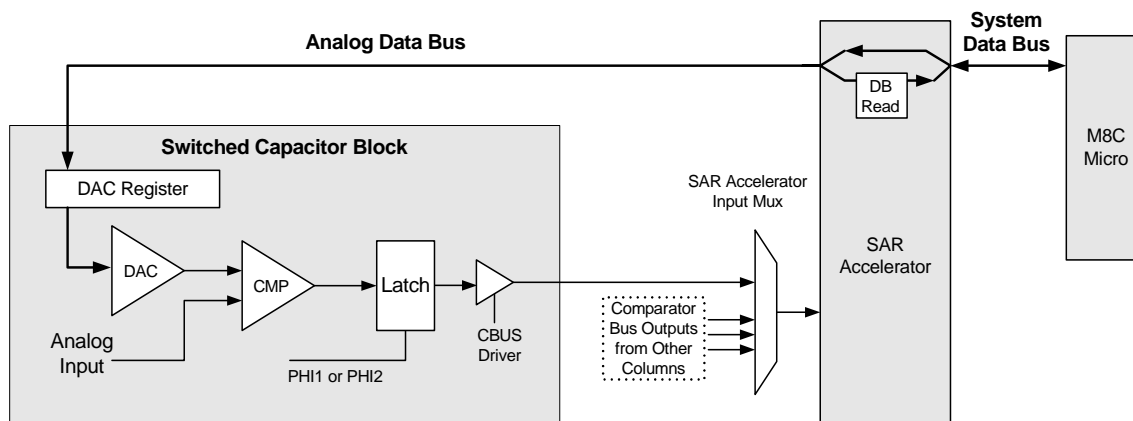 Analog Data Bus
System
Data Bus
DB
Read
M8C
Micro
Switched Capacitor Block
DAC Register
SAR Accelerator
Input Mux
SAR
Accelerator
DAC
CMP
Latch
CBUS
Driver
Analog
Input
PHI1 or PHI2
Comparator
Bus Outputs
from Other
Columns